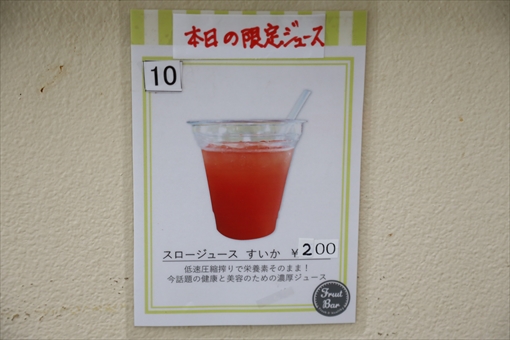 本日の限定ジュース
10
スロージュース すいか ￥200
低速圧縮搾りで栄養素そのまま！
今話題の健康と美容のための濃厚ジュース
Fruit
Bar